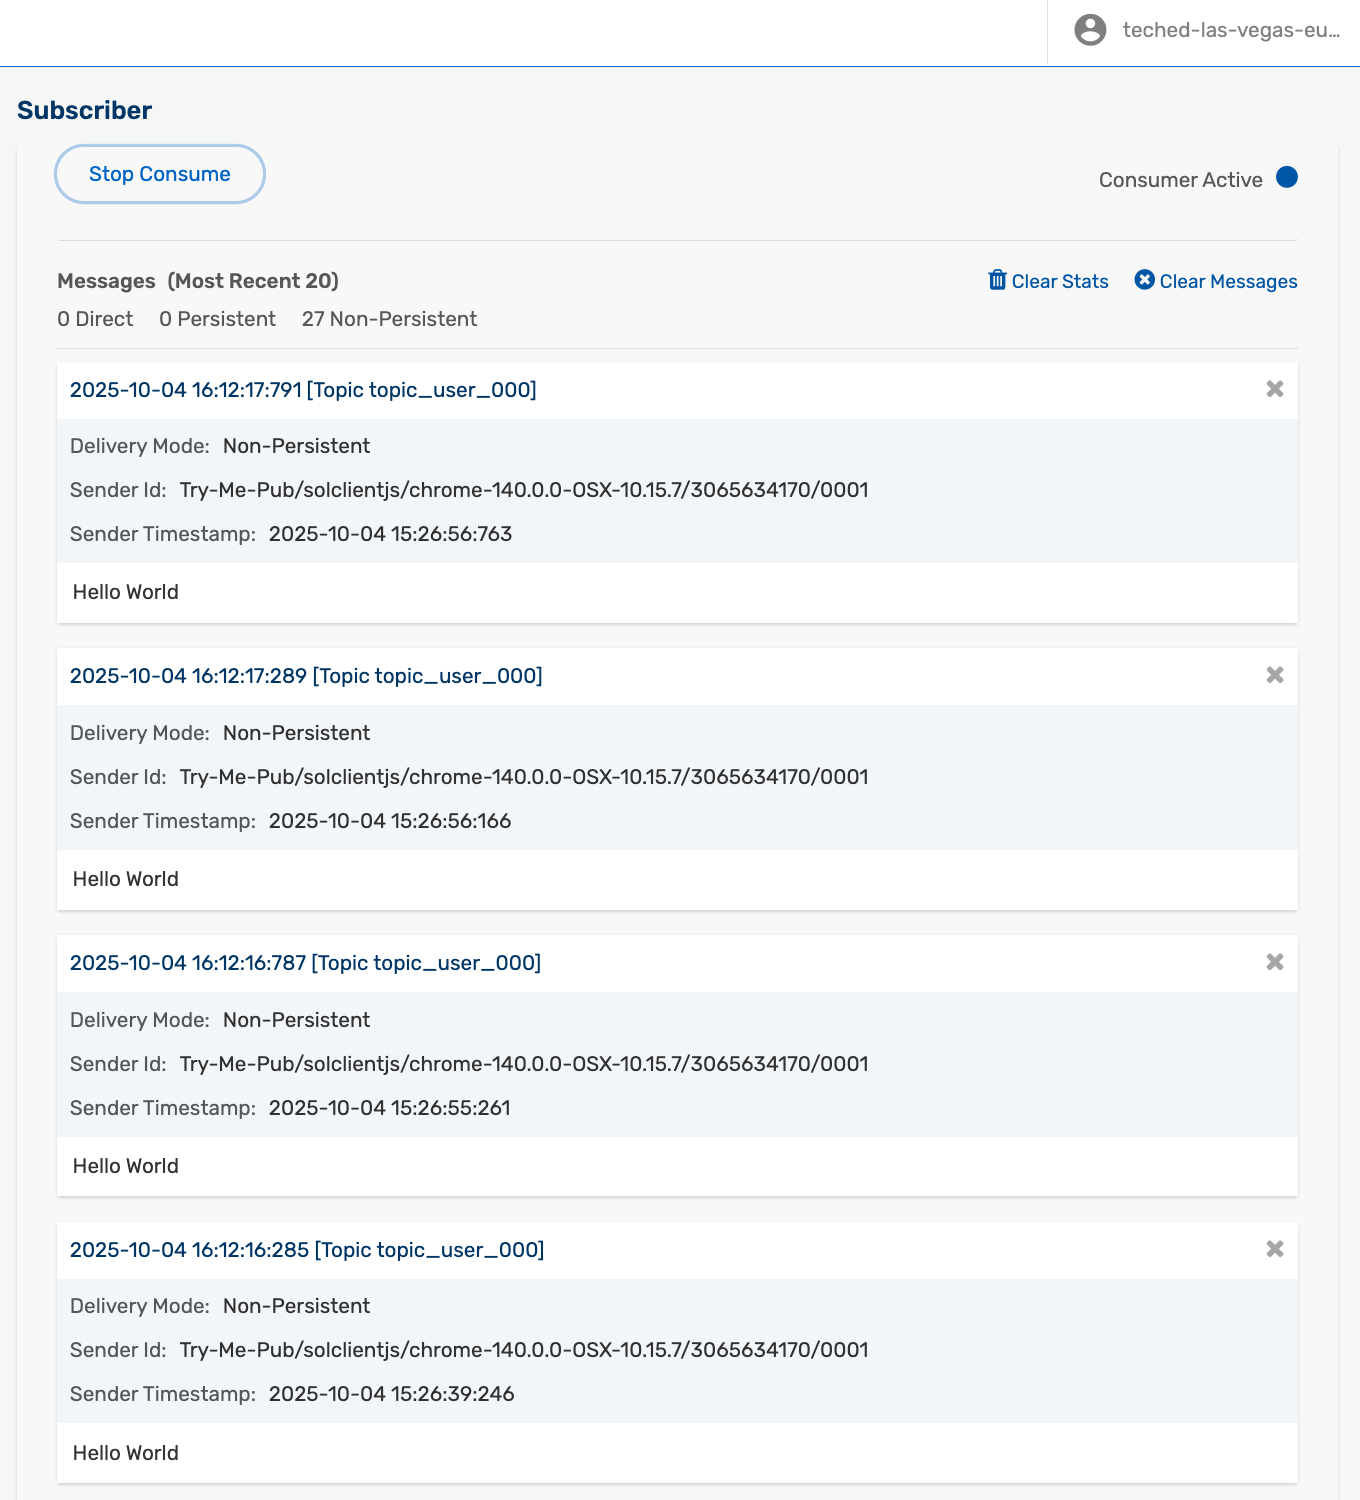 teched-las-vegas-eu...
Subscriber
Stop Consume
Consumer Active
Messages (Most Recent 20)
Clear Stats
Clear Messages
0 Direct 0 Persistent 27 Non-Persistent
2025-10-04 16:12:17:791 [Topic topic_user_000]
Delivery Mode: Non-Persistent
Sender Id: Try-Me-Pub/solclientjs/chrome-140.0.0-OSX-10.15.7/3065634170/0001
Sender Timestamp: 2025-10-04 15:26:56:763
Hello World
2025-10-04 16:12:17:289 [Topic topic_user_000]
Delivery Mode: Non-Persistent
Sender Id: Try-Me-Pub/solclientjs/chrome-140.0.0-OSX-10.15.7/3065634170/0001
Sender Timestamp: 2025-10-04 15:26:56:166
Hello World
2025-10-04 16:12:16:787 [Topic topic_user_000]
Delivery Mode: Non-Persistent
Sender Id: Try-Me-Pub/solclientjs/chrome-140.0.0-OSX-10.15.7/3065634170/0001
Sender Timestamp: 2025-10-04 15:26:55:261
Hello World
2025-10-04 16:12:16:285 [Topic topic_user_000]
Delivery Mode: Non-Persistent
Sender Id: Try-Me-Pub/solclientjs/chrome-140.0.0-OSX-10.15.7/3065634170/0001
Sender Timestamp: 2025-10-04 15:26:39:246
Hello World